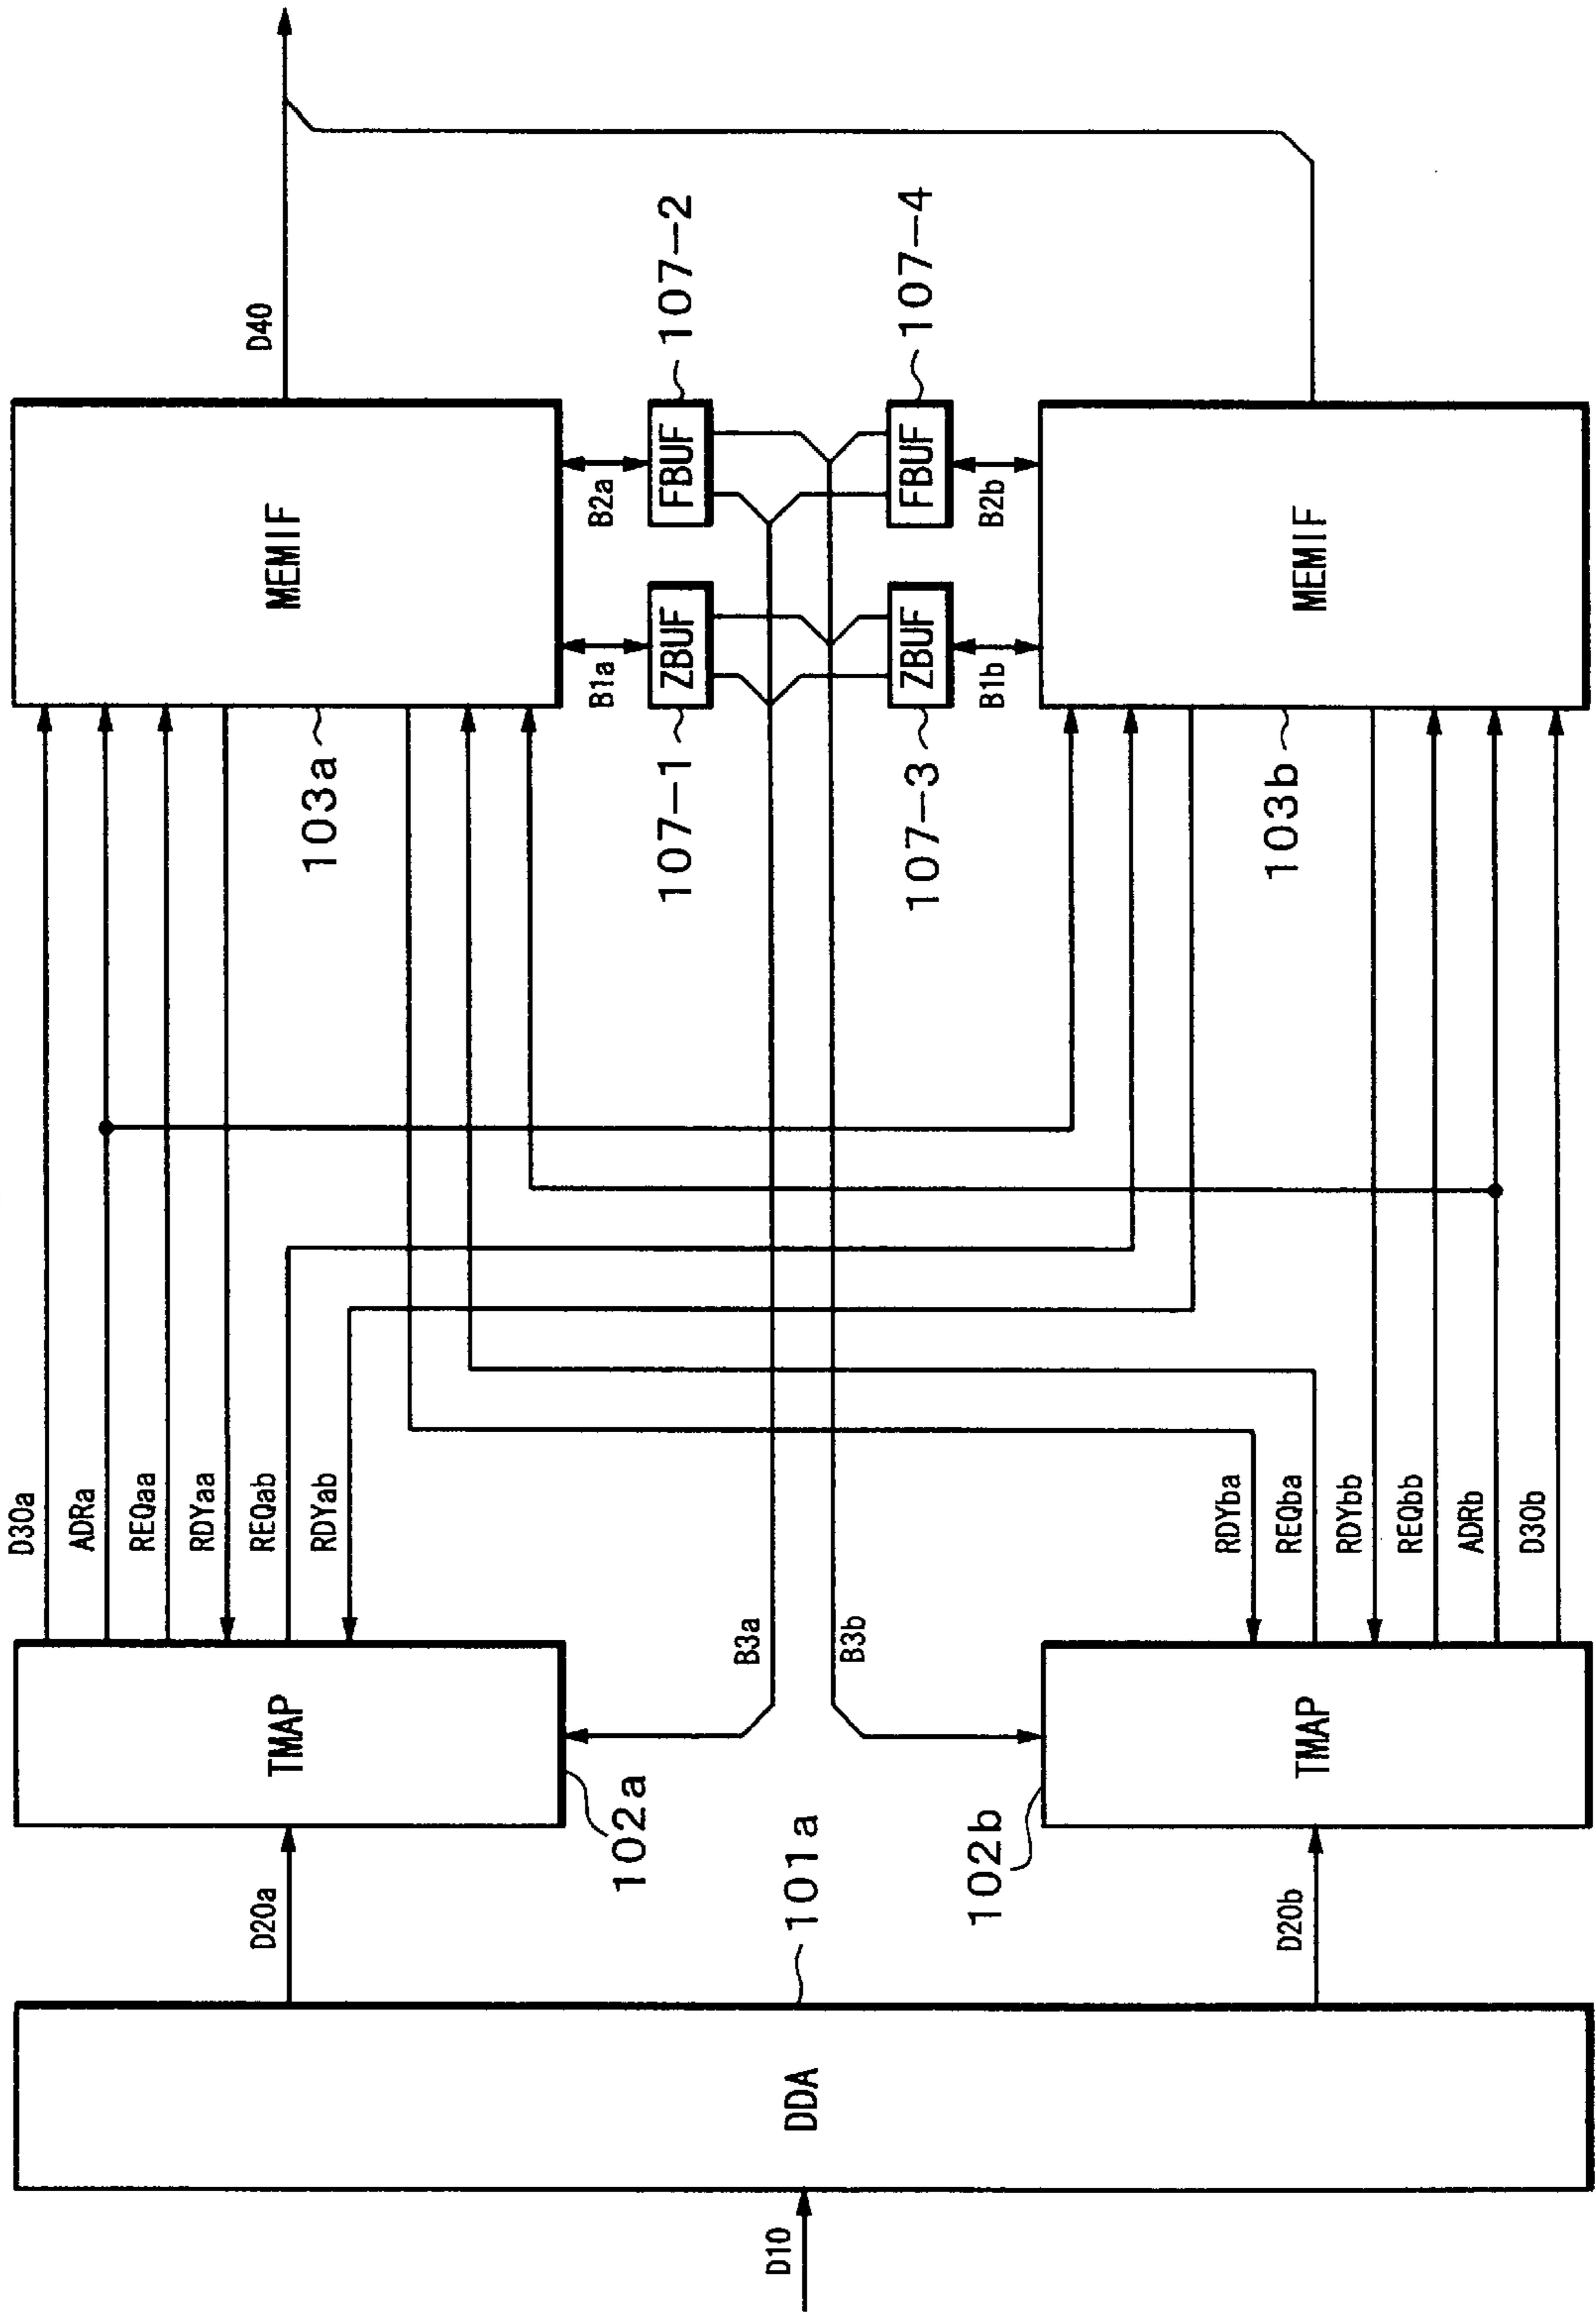 D10
DDA
101a
D20a
D20b
TMAP
102a
TMAP
102b
D30a
ADRa
REQaa
RDYaa
REQab
RDYab
B3a
B3b
RDYba
REQba
RDYbb
REQbb
ADRb
D30b
MEMIF
103a
B1a
B2a
ZBUF
107-1
FBUF
107-2
ZBUF
107-3
FBUF
107-4
B1b
B2b
MEMIF
103b
D40